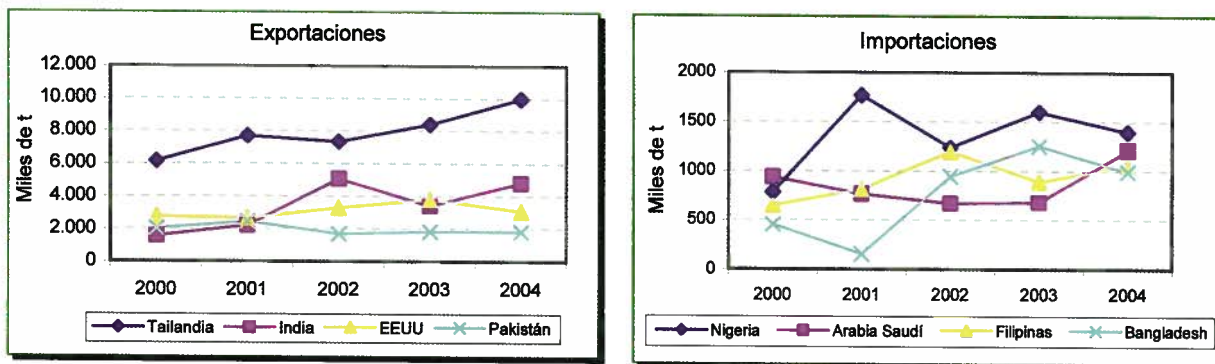 Exportaciones
Miles de t
12.000
10.000
8.000
6.000
4.000
2.000
0
2000 2001 2002 2003 2004
Tailandia India EEUU Pakistán
Importaciones
Miles de t
2000
1500
1000
500
0
2000 2001 2002 2003 2004
Nigeria Arabia Saudí Filipinas Bangladesh